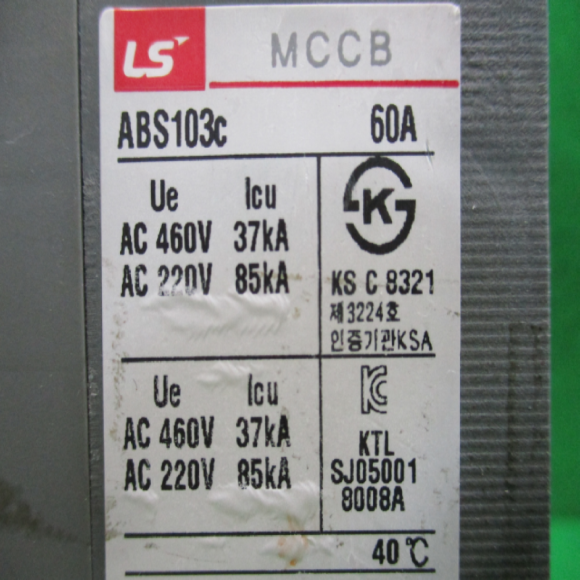 LS MCCB
ABS103c 60A
Ue Icu
AC 460V 37kA
AC 220V 85kA
KS C 8321
제3224호
인증기관KSA
Ue Icu
AC 460V 37kA
AC 220V 85kA
KTL
SJ05001
8008A
40℃